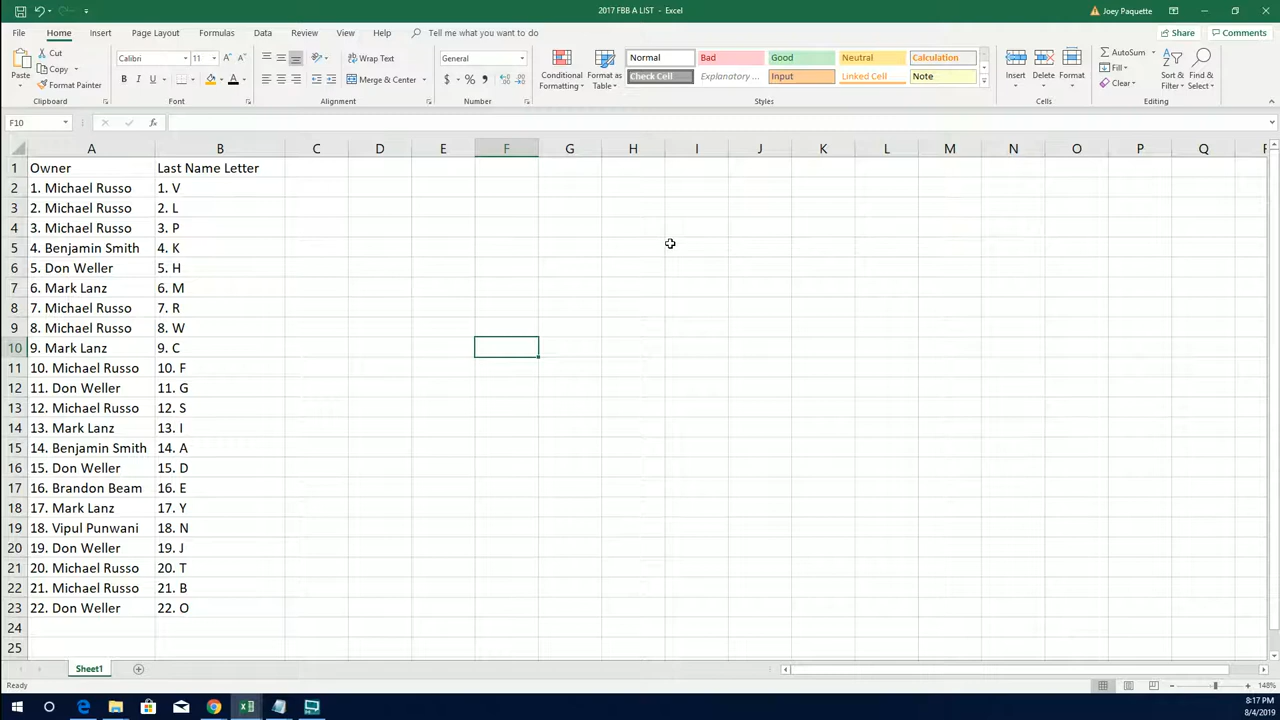 2017 FBB A LIST - Excel
Joey Paquette
File Home Insert Page Layout Formulas Data Review View Help Tell me what you want to do
Share Comments
Paste
Cut
Copy
Format Painter
Clipboard
Calibri 11
B I U
Font
Wrap Text
Merge & Center
Alignment
General
$ % ,
Number
Conditional Formatting
Format as Table
Normal Bad Good Neutral Calculation
Check Cell Explanatory ... Input Linked Cell Note
Styles
Insert Delete Format
Cells
AutoSum
Fill
Clear
Sort & Filter
Find & Select
Editing
F10
fx
A B C D E F G H I J K L M N O P Q
1 Owner Last Name Letter
2 1. Michael Russo 1. V
3 2. Michael Russo 2. L
4 3. Michael Russo 3. P
5 4. Benjamin Smith 4. K
6 5. Don Weller 5. H
7 6. Mark Lanz 6. M
8 7. Michael Russo 7. R
9 8. Michael Russo 8. W
10 9. Mark Lanz 9. C
11 10. Michael Russo 10. F
12 11. Don Weller 11. G
13 12. Michael Russo 12. S
14 13. Mark Lanz 13. I
15 14. Benjamin Smith 14. A
16 15. Don Weller 15. D
17 16. Brandon Beam 16. E
18 17. Mark Lanz 17. Y
19 18. Vipul Punwani 18. N
20 19. Don Weller 19. J
21 20. Michael Russo 20. T
22 21. Michael Russo 21. B
23 22. Don Weller 22. O
24
25
Sheet1
Ready
148%
8:17 PM
8/4/2019